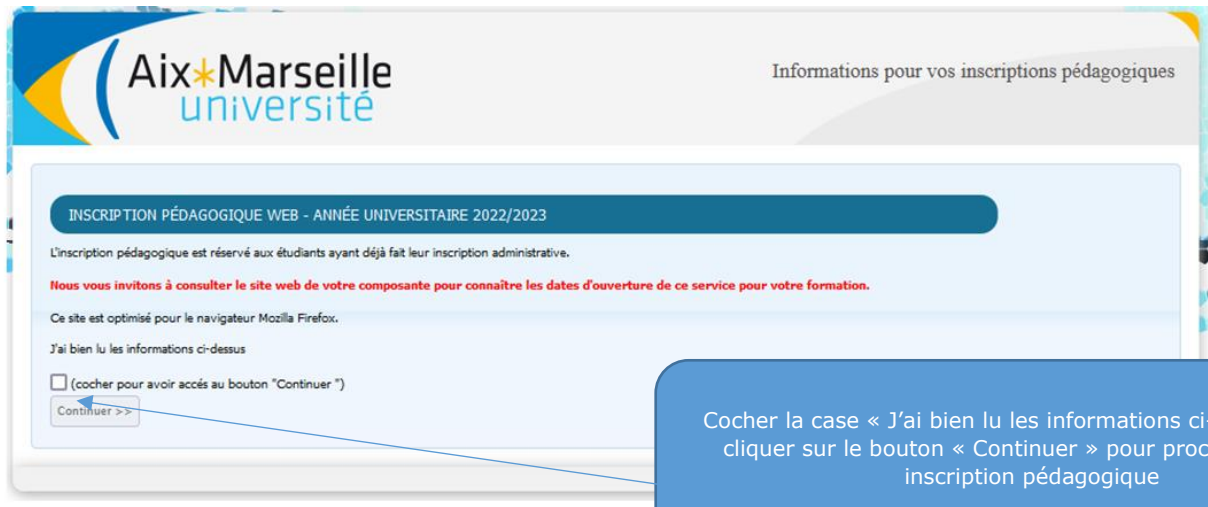 Aix*Marseille
université
Informations pour vos inscriptions pédagogiques
INSCRIPTION PÉDAGOGIQUE WEB - ANNÉE UNIVERSITAIRE 2022/2023
L'inscription pédagogique est réservé aux étudiants ayant déjà fait leur inscription administrative.
Nous vous invitons à consulter le site web de votre composante pour connaître les dates d'ouverture de ce service pour votre formation.
Ce site est optimisé pour le navigateur Mozilla Firefox.
J'ai bien lu les informations ci-dessus
(cocher pour avoir accés au bouton "Continuer ")
Continuer >>
Cocher la case « J'ai bien lu les informations ci-
cliquer sur le bouton « Continuer » pour proc
inscription pédagogique